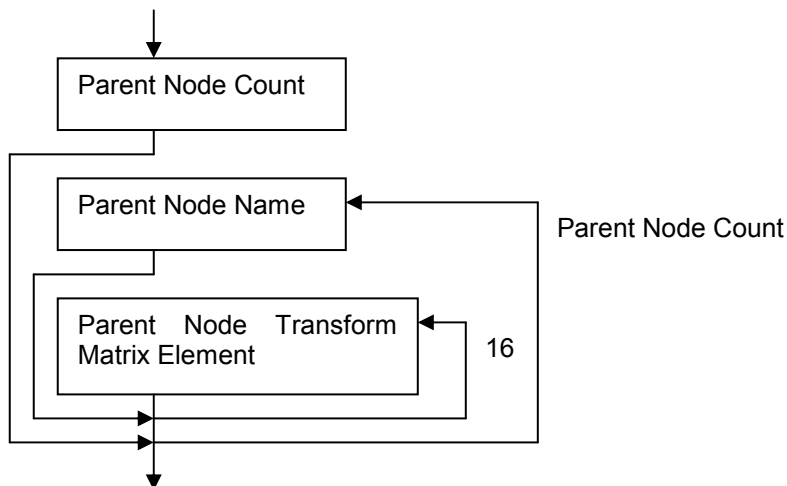 Parent Node Count
Parent Node Name
Parent Node Count
Parent Node Transform
Matrix Element
16